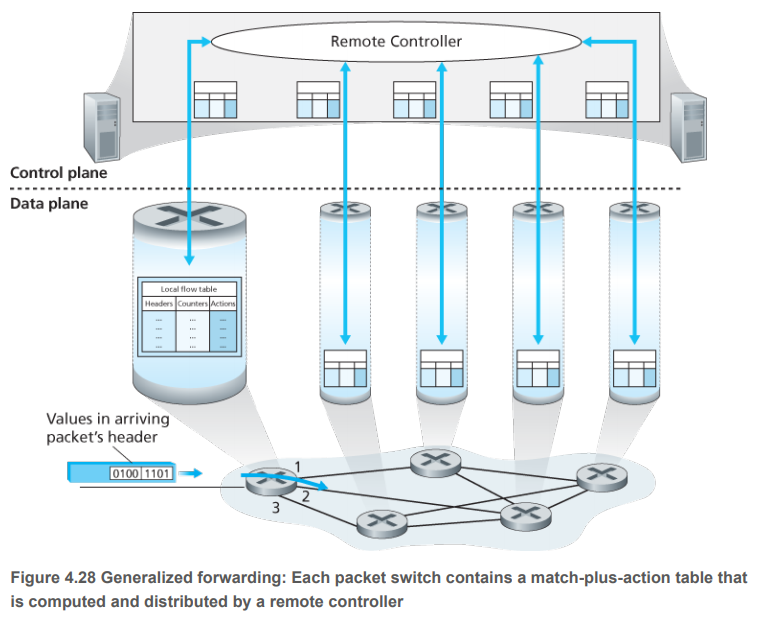 Remote Controller
Control plane
Data plane
Local flow table
Headers Counters Actions
... ... ...
... ... ...
... ... ...
... ... ...
Values in arriving
packet's header
0100 1101
1
2
3
Figure 4.28 Generalized forwarding: Each packet switch contains a match-plus-action table that
is computed and distributed by a remote controller